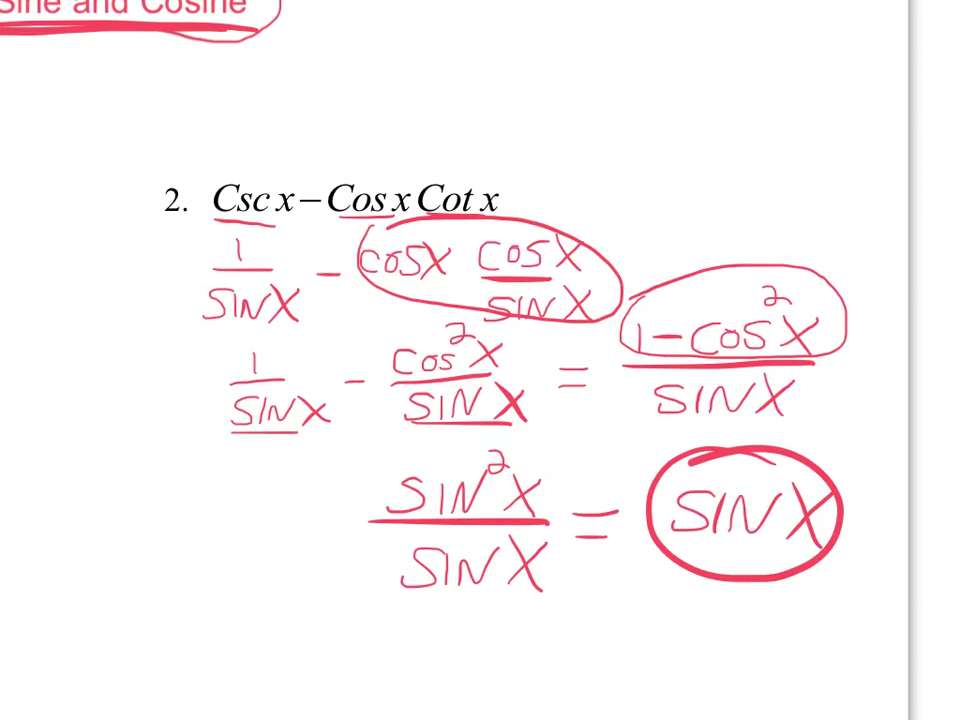 Sine and Cosine
2. Csc x − Cos x Cot x
1/SINX − COSX COSX/SINX
1/SINX − COS²X/SINX = 1−COS²X/SINX
SIN²X/SINX = SINX